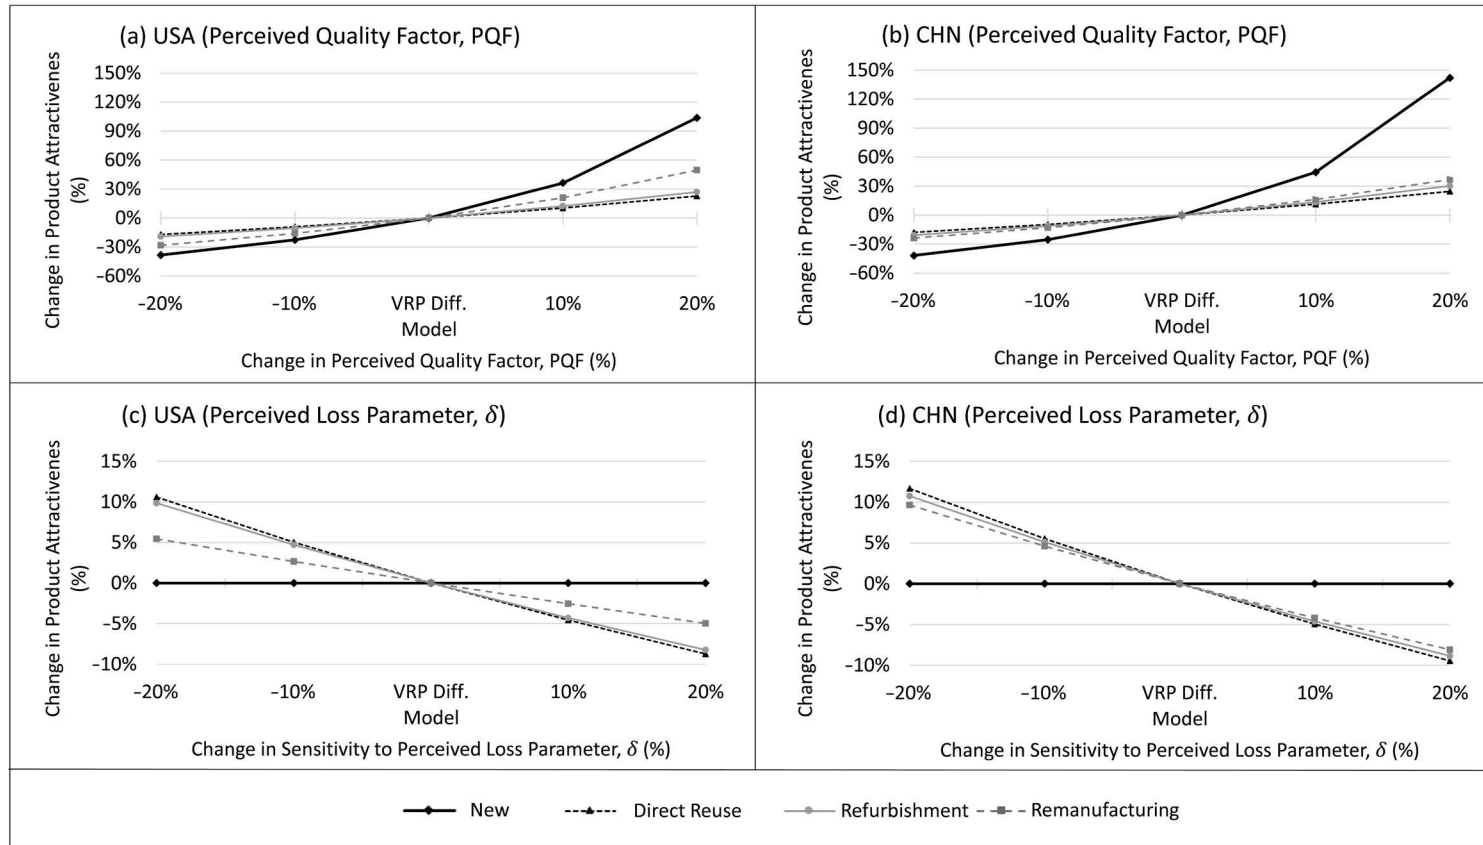 (a) USA (Perceived Quality Factor, PQF)
Change in Product Attractivenes
(%)
150%
120%
90%
60%
30%
0%
−30%
−60%
−20%
−10%
VRP Diff.
Model
10%
20%
Change in Perceived Quality Factor, PQF (%)
(b) CHN (Perceived Quality Factor, PQF)
Change in Product Attractivenes
(%)
150%
120%
90%
60%
30%
0%
−30%
−60%
−20%
−10%
VRP Diff.
Model
10%
20%
Change in Perceived Quality Factor, PQF (%)
(c) USA (Perceived Loss Parameter, δ)
Change in Product Attractivenes
(%)
15%
10%
5%
0%
−5%
−10%
−20%
−10%
VRP Diff.
Model
10%
20%
Change in Sensitivity to Perceived Loss Parameter, δ (%)
(d) CHN (Perceived Loss Parameter, δ)
Change in Product Attractivenes
(%)
15%
10%
5%
0%
−5%
−10%
−20%
−10%
VRP Diff.
Model
10%
20%
Change in Sensitivity to Perceived Loss Parameter, δ (%)
New
Direct Reuse
Refurbishment
Remanufacturing